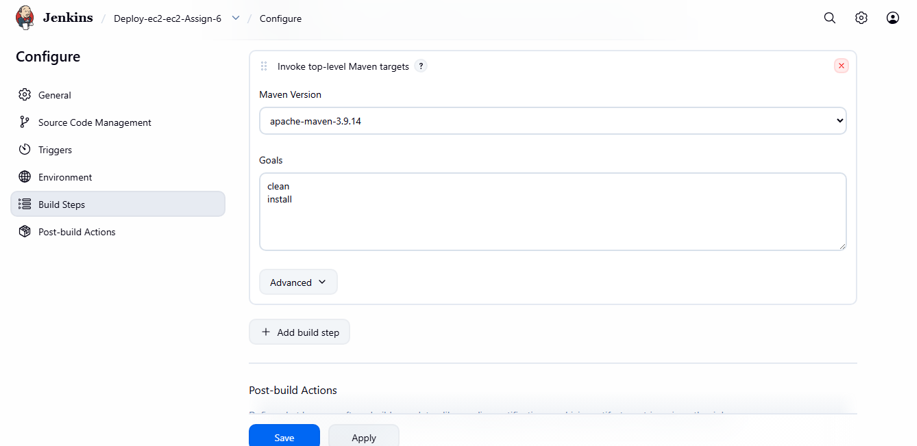 Jenkins / Deploy-ec2-ec2-Assign-6 / Configure
Configure
General
Source Code Management
Triggers
Environment
Build Steps
Post-build Actions
Invoke top-level Maven targets ?
Maven Version
apache-maven-3.9.14
Goals
clean
install
Advanced
+ Add build step
Post-build Actions
Save
Apply